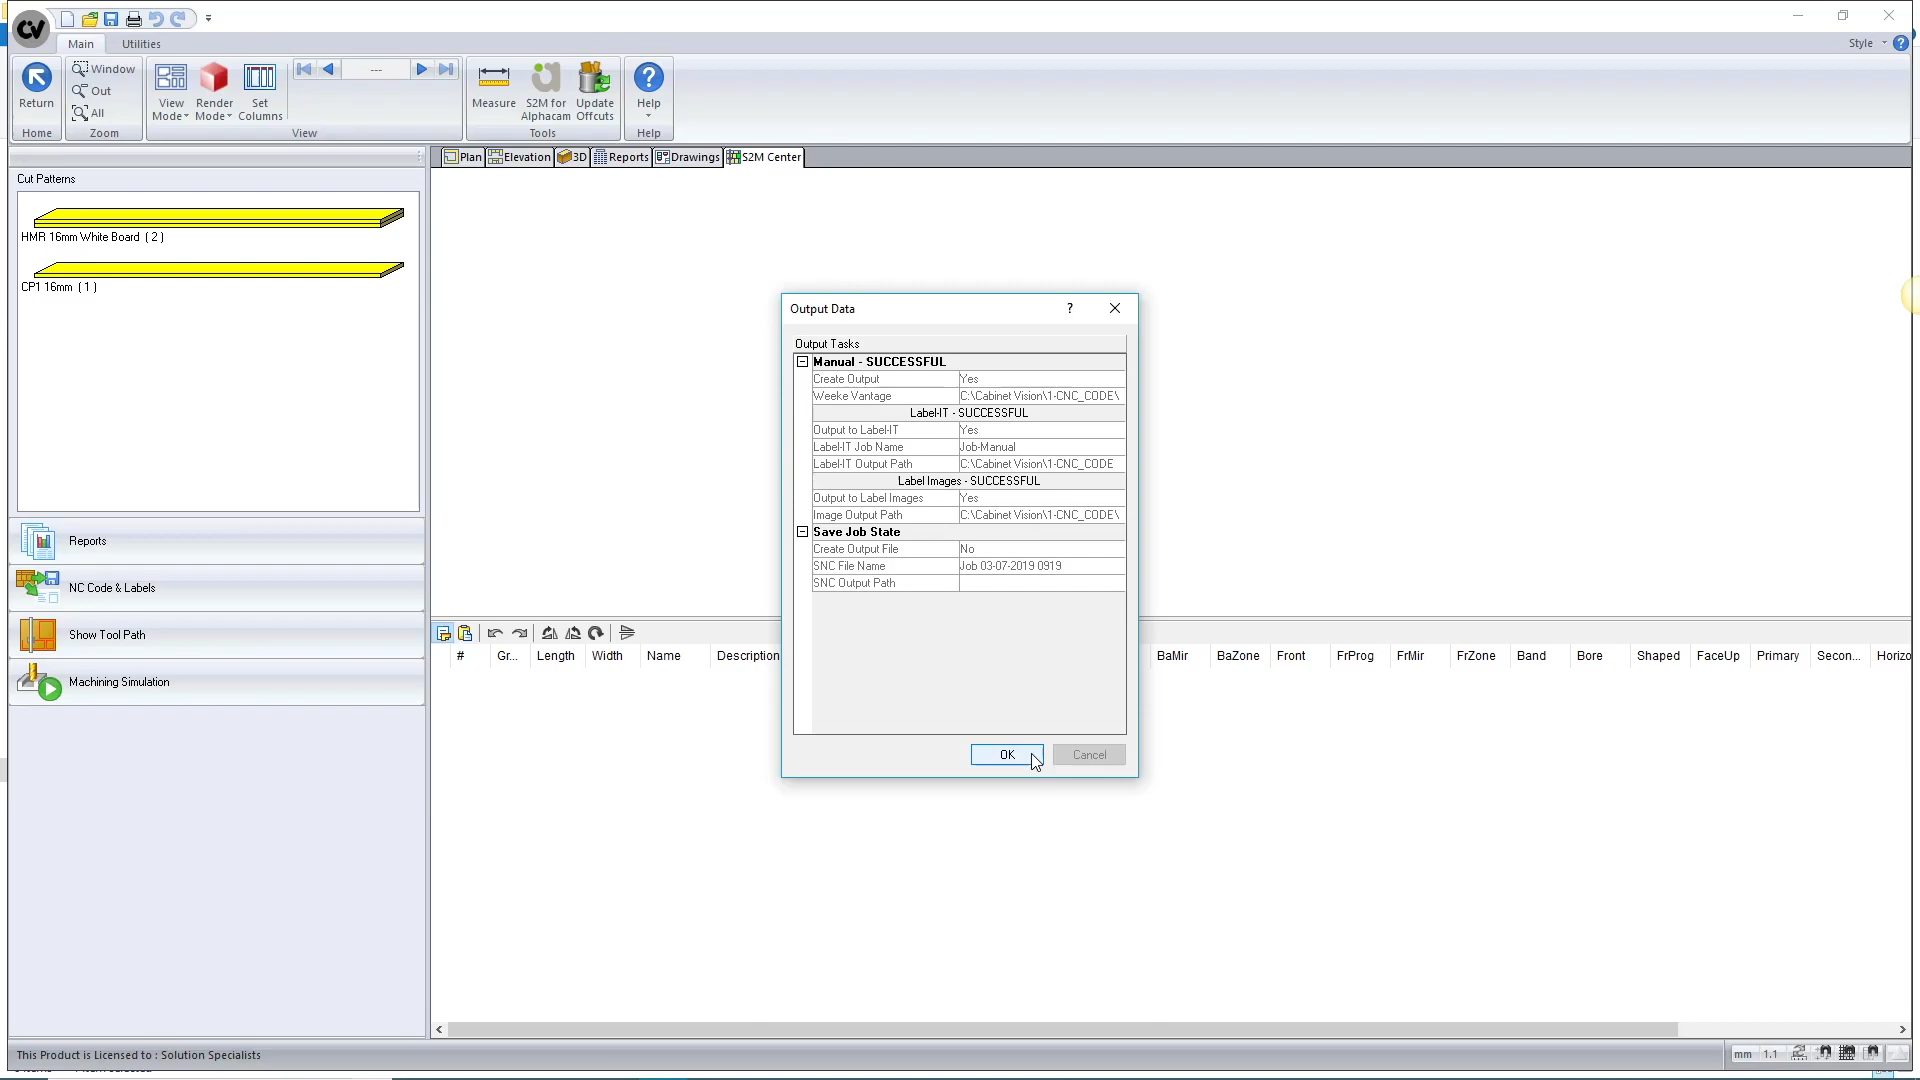 CV
Main
Utilities
Style
Return
Window
Out
All
View
Mode
Render
Mode
Set
Columns
---
Measure
S2M for
Alphacam
Update
Offcuts
Help
Home
Zoom
View
Tools
Help
Plan
Elevation
3D
Reports
Drawings
S2M Center
Cut Patterns
HMR 16mm White Board ( 2 )
CP1 16mm ( 1 )
Reports
NC Code & Labels
Show Tool Path
Machining Simulation
Output Data
?
Output Tasks
Manual - SUCCESSFUL
Create Output Yes
Weeke Vantage C:\Cabinet Vision\1-CNC_CODE\
Label-IT - SUCCESSFUL
Output to Label-IT Yes
Label-IT Job Name Job-Manual
Label-IT Output Path C:\Cabinet Vision\1-CNC_CODE
Label Images - SUCCESSFUL
Output to Label Images Yes
Image Output Path C:\Cabinet Vision\1-CNC_CODE\
Save Job State
Create Output File No
SNC File Name Job 03-07-2019 0919
SNC Output Path
OK
Cancel
# Gr... Length Width Name Description BaMir BaZone Front FrProg FrMir FrZone Band Bore Shaped FaceUp Primary Secon... Horizo
This Product is Licensed to : Solution Specialists
mm 1.1